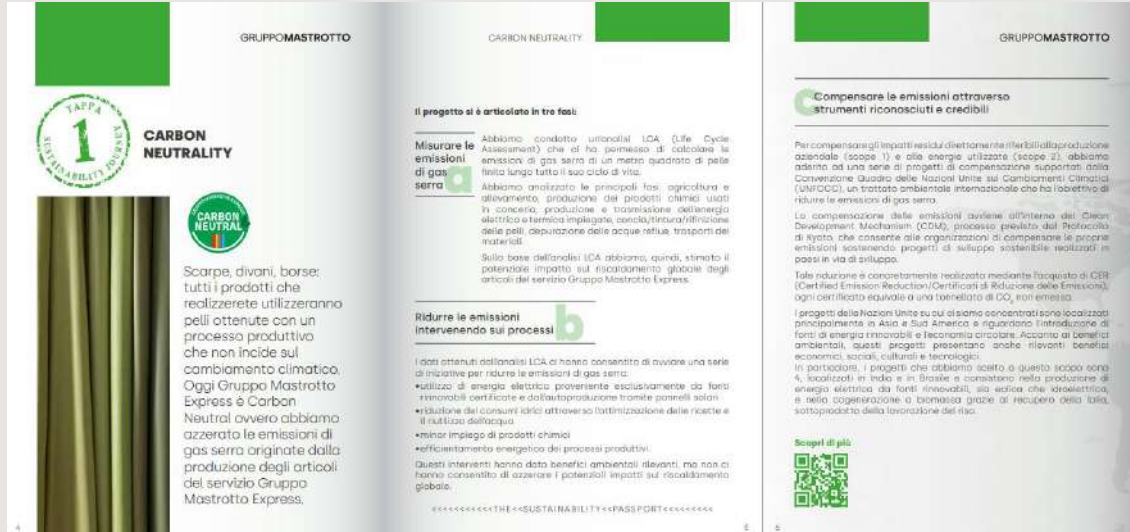 GRUPPOMASTROTTO
TAPPA
1
SUSTAINABILITY JOURNEY
CARBON
NEUTRALITY
CARBON
NEUTRAL
Scarpe, divani, borse:
tutti i prodotti che
realizzerete utilizzeranno
pelli ottenute con un
processo produttivo
che non incide sul
cambiamento climatico.
Oggi Gruppo Mastrotto
Express è Carbon
Neutral ovvero abbiamo
azzerato le emissioni di
gas serra originate dalla
produzione degli articoli
del servizio Gruppo
Mastrotto Express.
4
CARBON NEUTRALITY
Il progetto si è articolato in tre fasi:
Misurare le
emissioni
di gas
serra
a
Abbiamo condotto un'analisi LCA (Life Cycle
Assessment) che ci ha permesso di calcolare le
emissioni di gas serra di un metro quadrato di pelle
finita lungo tutto il suo ciclo di vita.
Abbiamo analizzato le principali fasi: agricoltura e
allevamento, produzione dei prodotti chimici usati
in conceria, produzione e trasmissione dell'energia
elettrica e termica impiegate, concia/tintura/rifinizione
delle pelli, depurazione delle acque reflue, trasporti dei
materiali.
Sulla base dell'analisi LCA abbiamo, quindi, stimato il
potenziale impatto sul riscaldamento globale degli
articoli del servizio Gruppo Mastrotto Express.
Ridurre le emissioni
intervenendo sui processi
b
I dati ottenuti dall'analisi LCA ci hanno consentito di avviare una serie
di iniziative per ridurre le emissioni di gas serra:
•utilizzo di energia elettrica proveniente esclusivamente da fonti
rinnovabili certificate e dall'autoproduzione tramite pannelli solari
•riduzione dei consumi idrici attraverso l'ottimizzazione delle ricette e
il riutilizzo dell'acqua
•minor impiego di prodotti chimici
•efficientamento energetico dei processi produttivi.
Questi interventi hanno dato benefici ambientali rilevanti, ma non ci
hanno consentito di azzerare i potenziali impatti sul riscaldamento
globale.
<<<<<<<<<<<THE<<SUSTAINABILITY<<PASSPORT<<<<<<<<<
5
GRUPPOMASTROTTO
c
Compensare le emissioni attraverso
strumenti riconosciuti e credibili
Per compensare gli impatti residui direttamente riferibili alla produzione
aziendale (scope 1) e alle energie utilizzate (scope 2), abbiamo
aderito ad una serie di progetti di compensazione supportati dalla
Convenzione Quadro delle Nazioni Unite sui Cambiamenti Climatici
(UNFCCC), un trattato ambientale internazionale che ha l'obiettivo di
ridurre le emissioni di gas serra.
La compensazione delle emissioni avviene all'interno del Clean
Development Mechanism (CDM), processo previsto dal Protocollo
di Kyoto, che consente alle organizzazioni di compensare le proprie
emissioni sostenendo progetti di sviluppo sostenibile realizzati in
paesi in via di sviluppo.
Tale riduzione è concretamente realizzata mediante l'acquisto di CER
(Certified Emission Reduction/Certificati di Riduzione delle Emissioni),
ogni certificato equivale a una tonnellata di CO₂ non emessa.
I progetti delle Nazioni Unite su cui ci siamo concentrati sono localizzati
principalmente in Asia e Sud America e riguardano l'introduzione di
fonti di energia rinnovabili e l'economia circolare. Accanto ai benefici
ambientali, questi progetti presentano anche rilevanti benefici
economici, sociali, culturali e tecnologici.
In particolare, i progetti che abbiamo scelto a questo scopo sono
4, localizzati in India e in Brasile e consistono nella produzione di
energia elettrica da fonti rinnovabili, sia eolica che idroelettrica,
e nella cogenerazione a biomassa grazie al recupero della lolla,
sottoprodotto della lavorazione del riso.
Scopri di più
6